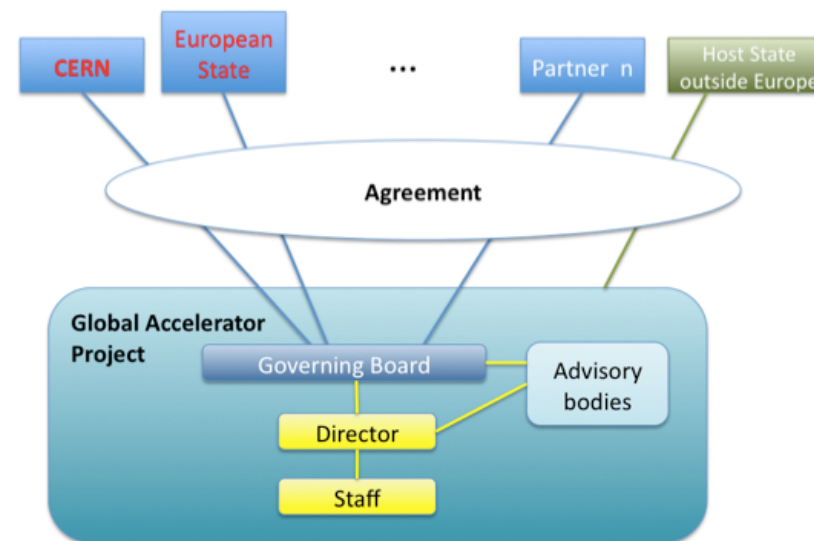 CERN
European
State
...
Partner n
Host State
outside Europe
Agreement
Global Accelerator
Project
Governing Board
Advisory
bodies
Director
Staff